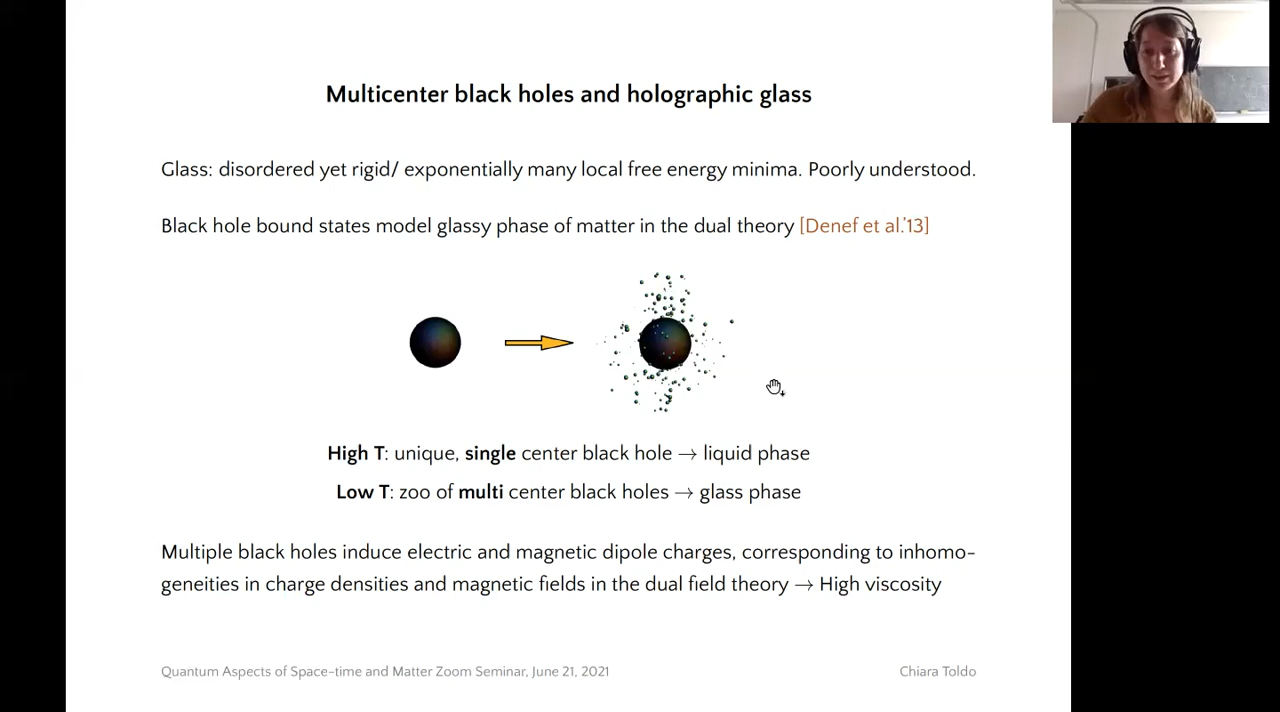 Multicenter black holes and holographic glass
Glass: disordered yet rigid/ exponentially many local free energy minima. Poorly understood.
Black hole bound states model glassy phase of matter in the dual theory [Denef et al.'13]
High T: unique, single center black hole → liquid phase
Low T: zoo of multi center black holes → glass phase
Multiple black holes induce electric and magnetic dipole charges, corresponding to inhomo-
geneities in charge densities and magnetic fields in the dual field theory → High viscosity
Quantum Aspects of Space-time and Matter Zoom Seminar, June 21, 2021
Chiara Toldo